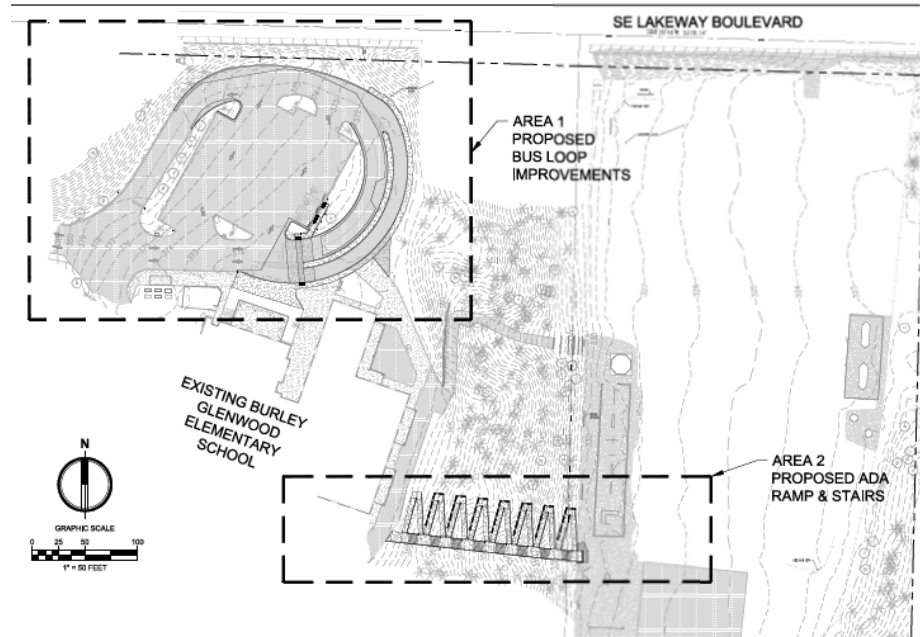 SE LAKEWAY BOULEVARD
AREA 1
PROPOSED
BUS LOOP
IMPROVEMENTS
EXISTING BURLEY
GLENWOOD
ELEMENTARY
SCHOOL
AREA 2
PROPOSED ADA
RAMP & STAIRS
N
GRAPHIC SCALE
0 25 50 100
1" = 50 FEET